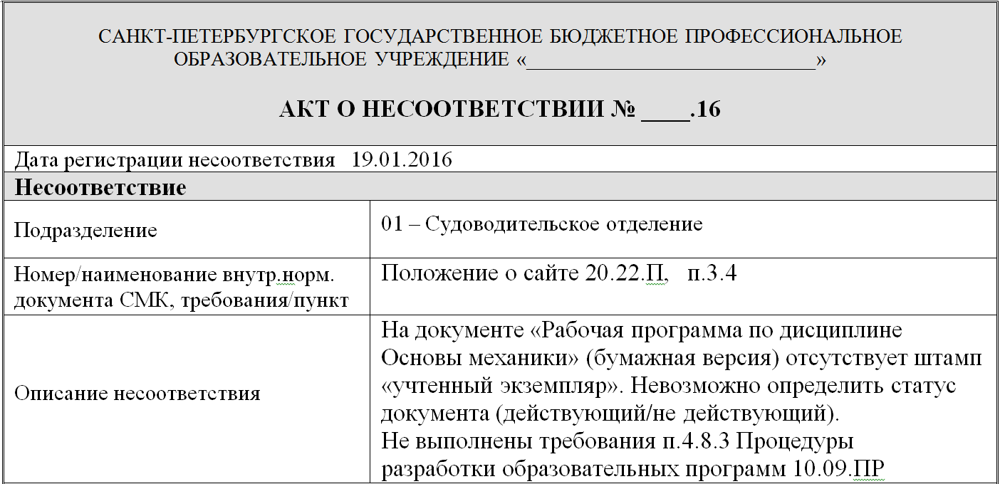 САНКТ-ПЕТЕРБУРГСКОЕ ГОСУДАРСТВЕННОЕ БЮДЖЕТНОЕ ПРОФЕССИОНАЛЬНОЕ
ОБРАЗОВАТЕЛЬНОЕ УЧРЕЖДЕНИЕ «_____________________________»
АКТ О НЕСООТВЕТСТВИИ № ____.16
Дата регистрации несоответствия 19.01.2016
Несоответствие
Подразделение
01 – Судоводительское отделение
Номер/наименование внутр.норм.
документа СМК, требования/пункт
Положение о сайте 20.22.П, п.3.4
Описание несоответствия
На документе «Рабочая программа по дисциплине
Основы механики» (бумажная версия) отсутствует штамп
«учтенный экземпляр». Невозможно определить статус
документа (действующий/не действующий).
Не выполнены требования п.4.8.3 Процедуры
разработки образовательных программ 10.09.ПР